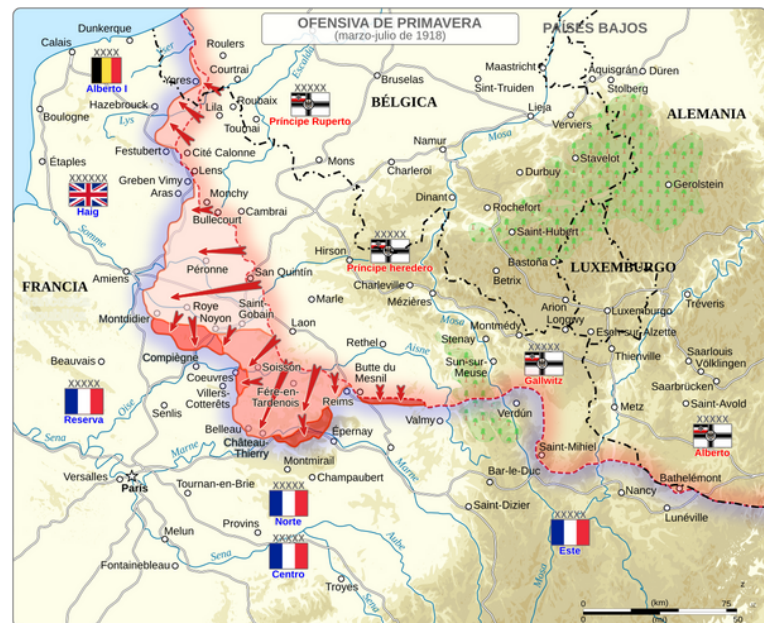 OFENSIVA DE PRIMAVERA
(marzo-julio de 1918)
PAÍSES BAJOS
Dunkerque
Calais
XXXX
Alberto I
Yser
Roulers
Courtrai
Escalda
Ypres
Hazebrouck
Lys
Lila
Roubaix
Tournai
XXXXX
Príncipe Ruperto
Bruselas
BÉLGICA
Maastricht
Sint-Truiden
Aquisgrán
Düren
Stolberg
Lieja
Verviers
ALEMANIA
Boulogne
Festubert
Cité Calonne
Étaples
Lens
Greben Vimy
Aras
XXXXXX
Haig
Monchy
Bullecourt
Cambrai
Mons
Charleroi
Namur
Mosa
Dinant
Durbuy
Stavelot
Gerolstein
Rochefort
Saint-Hubert
Somme
Amiens
Péronne
San Quintín
Hirson
XXXXX
Príncipe heredero
Charleville
Mézières
Bastoña
Betrix
LUXEMBURGO
Arlon
Longwy
Luxemburgo
Tréveris
FRANCIA
Montdidier
Roye
Noyon
Saint-
Gobain
Marle
Laon
Mosa
Montmédy
Stenay
Esch-sur-Alzette
Thienville
Saarlouis
Völklingen
Saarbrücken
Saint-Avold
Beauvais
Compiègne
Coeuvres
Villers-
Cotterêts
Soisson
Fère-en-
Tardenois
Rethel
Aisne
Butte du
Mesnil
Reims
Sun-sur-
Meuse
XXXXX
Gallwitz
XXXXX
Reserva
Oise
Senlis
Belleau
Château-
Thierry
Épernay
Valmy
Verdún
Metz
XXXXX
Alberto
Sena
Marne
Montmirail
Champaubert
Marne
Saint-Mihiel
Bar-le-Duc
Bathelémont
Nancy
Lunéville
Versalles
París
Tournan-en-Brie
XXXXX
Norte
Saint-Dizier
XXXXX
Este
Melun
Provins
XXXXX
Centro
Aube
Sena
Fontainebleau
Troyes
Sena
Mosa
(km)
75
50